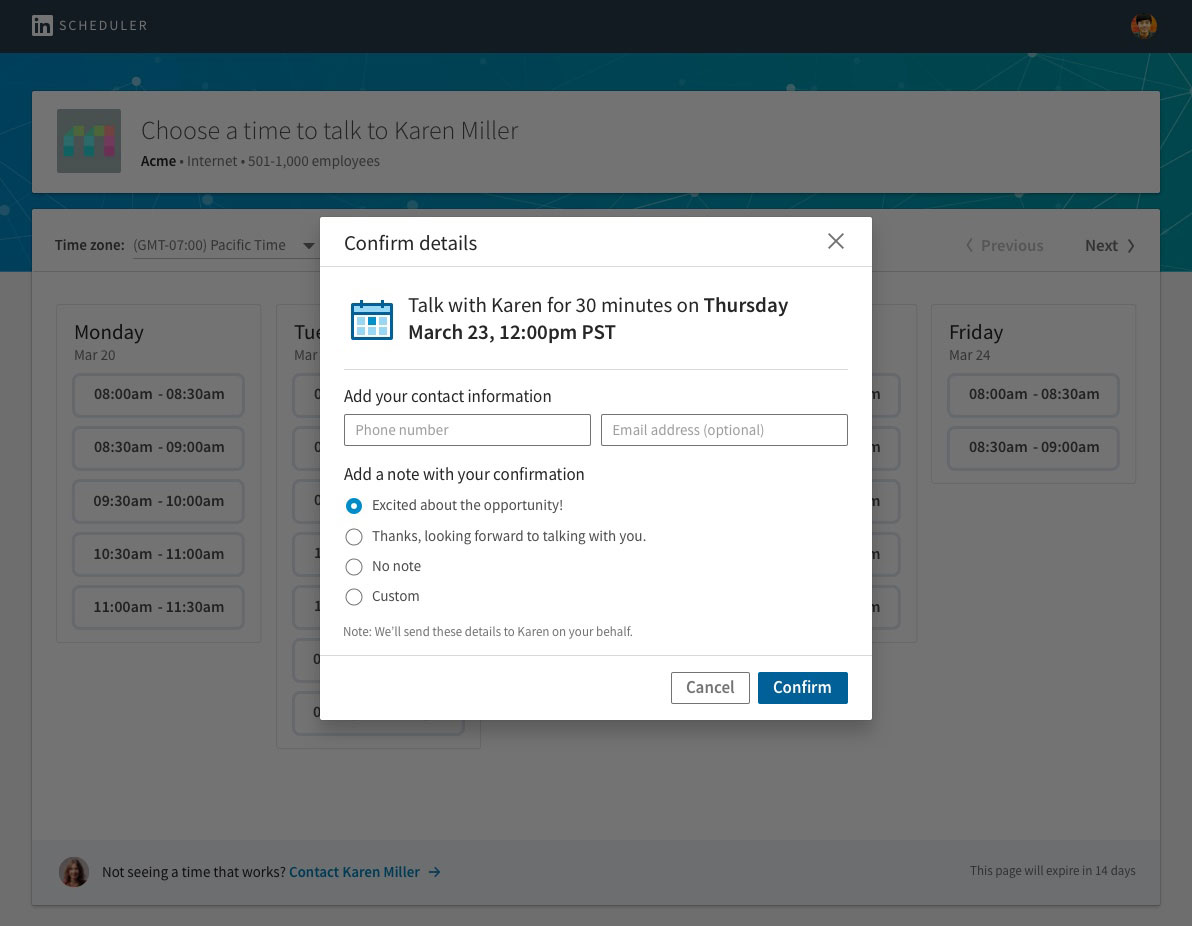 in SCHEDULER
Choose a time to talk to Karen Miller
Acme • Internet • 501-1,000 employees
Time zone: (GMT-07:00) Pacific Time
Previous Next
Confirm details
Talk with Karen for 30 minutes on Thursday
March 23, 12:00pm PST
Add your contact information
Phone number Email address (optional)
Add a note with your confirmation
Excited about the opportunity!
Thanks, looking forward to talking with you.
No note
Custom
Note: We'll send these details to Karen on your behalf.
Cancel Confirm
Monday
Mar 20
08:00am - 08:30am
08:30am - 09:00am
09:30am - 10:00am
10:30am - 11:00am
11:00am - 11:30am
Tue
Mar
Friday
Mar 24
08:00am - 08:30am
08:30am - 09:00am
Not seeing a time that works? Contact Karen Miller →
This page will expire in 14 days